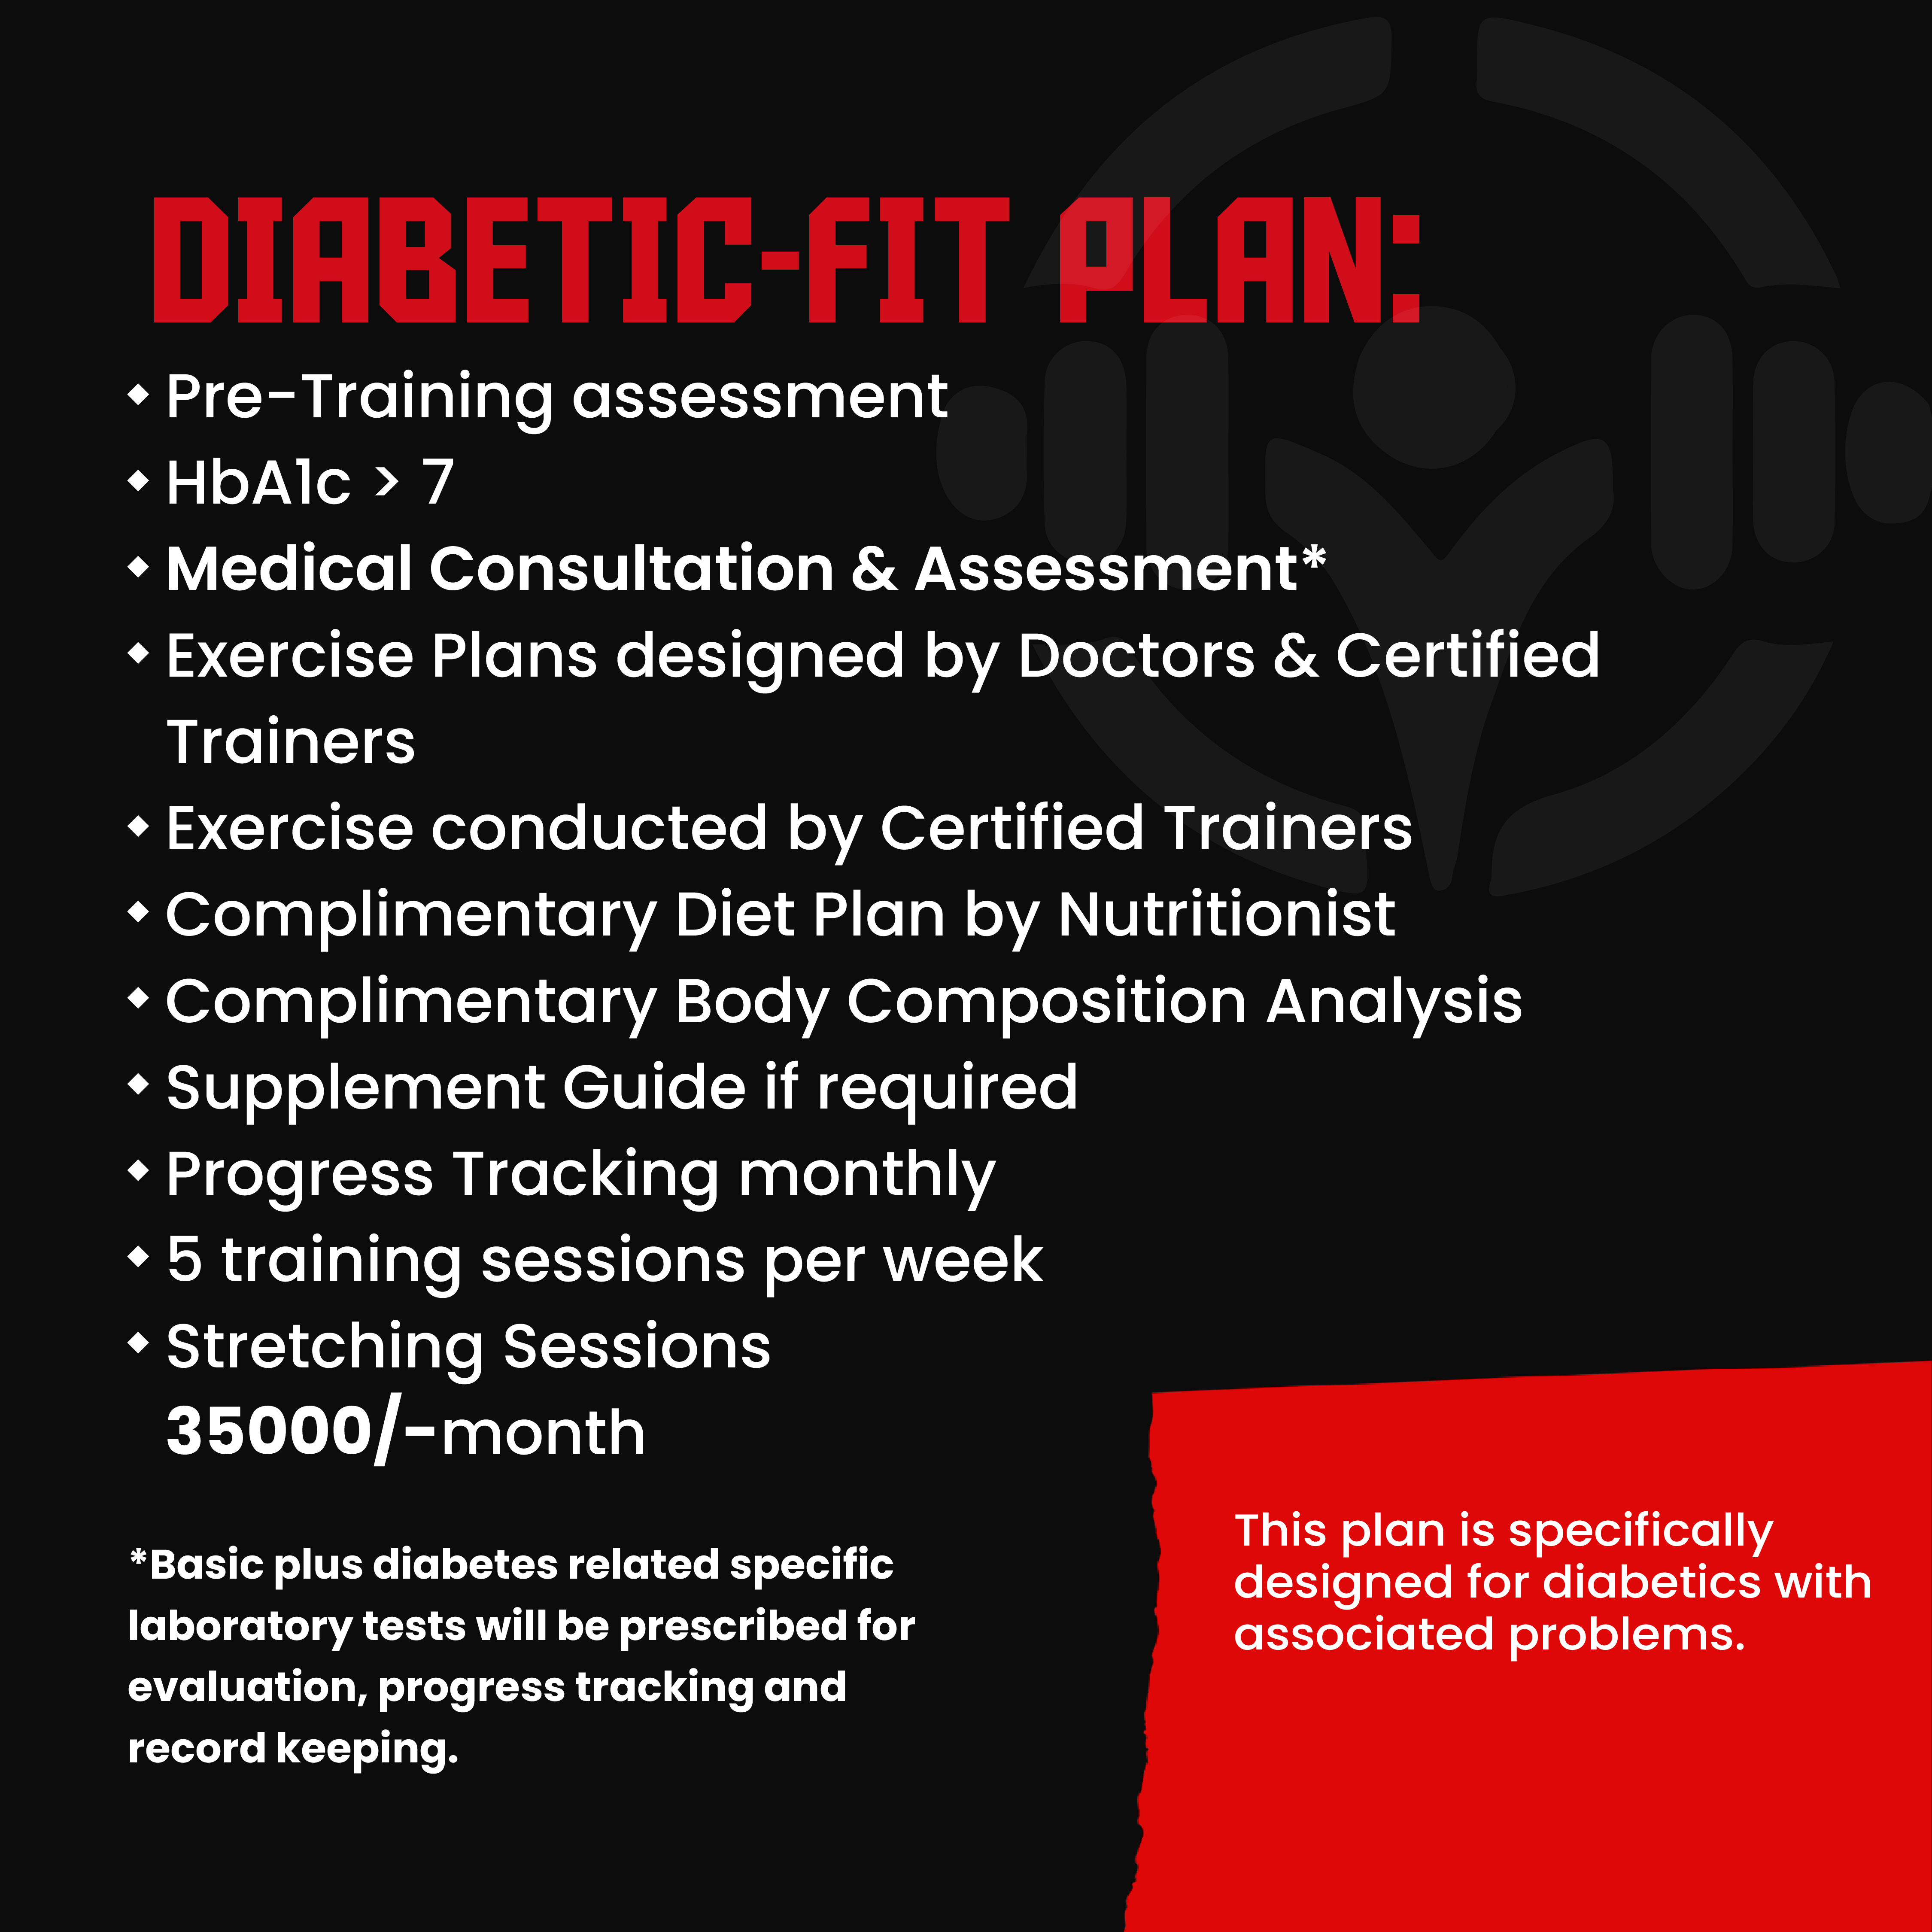 DIABETIC-FIT PLAN:
◆ Pre-Training assessment
◆ HbA1c > 7
◆ Medical Consultation & Assessment*
◆ Exercise Plans designed by Doctors & Certified
Trainers
◆ Exercise conducted by Certified Trainers
◆ Complimentary Diet Plan by Nutritionist
◆ Complimentary Body Composition Analysis
◆ Supplement Guide if required
◆ Progress Tracking monthly
◆ 5 training sessions per week
◆ Stretching Sessions
35000/-month
*Basic plus diabetes related specific
laboratory tests will be prescribed for
evaluation, progress tracking and
record keeping.
This plan is specifically
designed for diabetics with
associated problems.